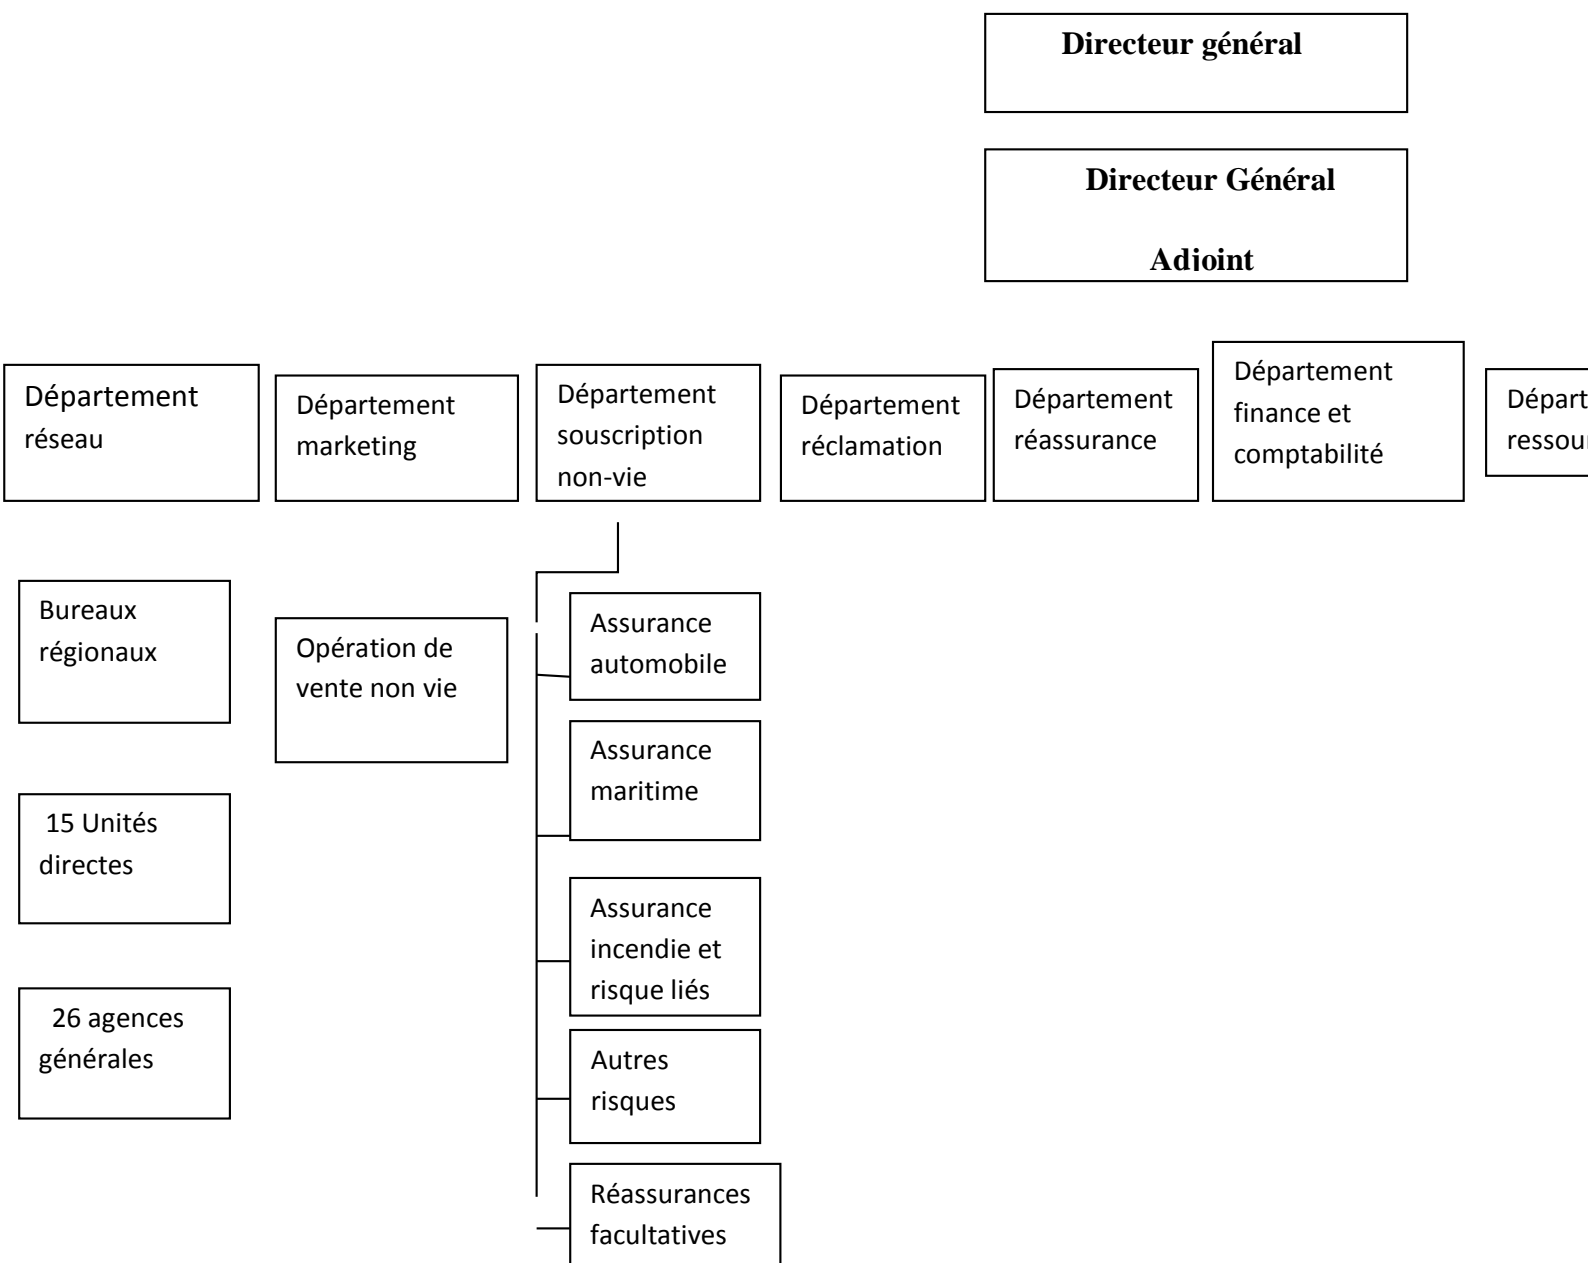 Directeur général
Directeur Général
Adjoint
Département
réseau
Département
marketing
Département
souscription
non-vie
Département
réclamation
Département
réassurance
Département
finance et
comptabilité
Bureaux
régionaux
15 Unités
directes
26 agences
générales
Opération de
vente non vie
Assurance
automobile
Assurance
maritime
Assurance
incendie et
risque liés
Autres
risques
Réassurances
facultatives